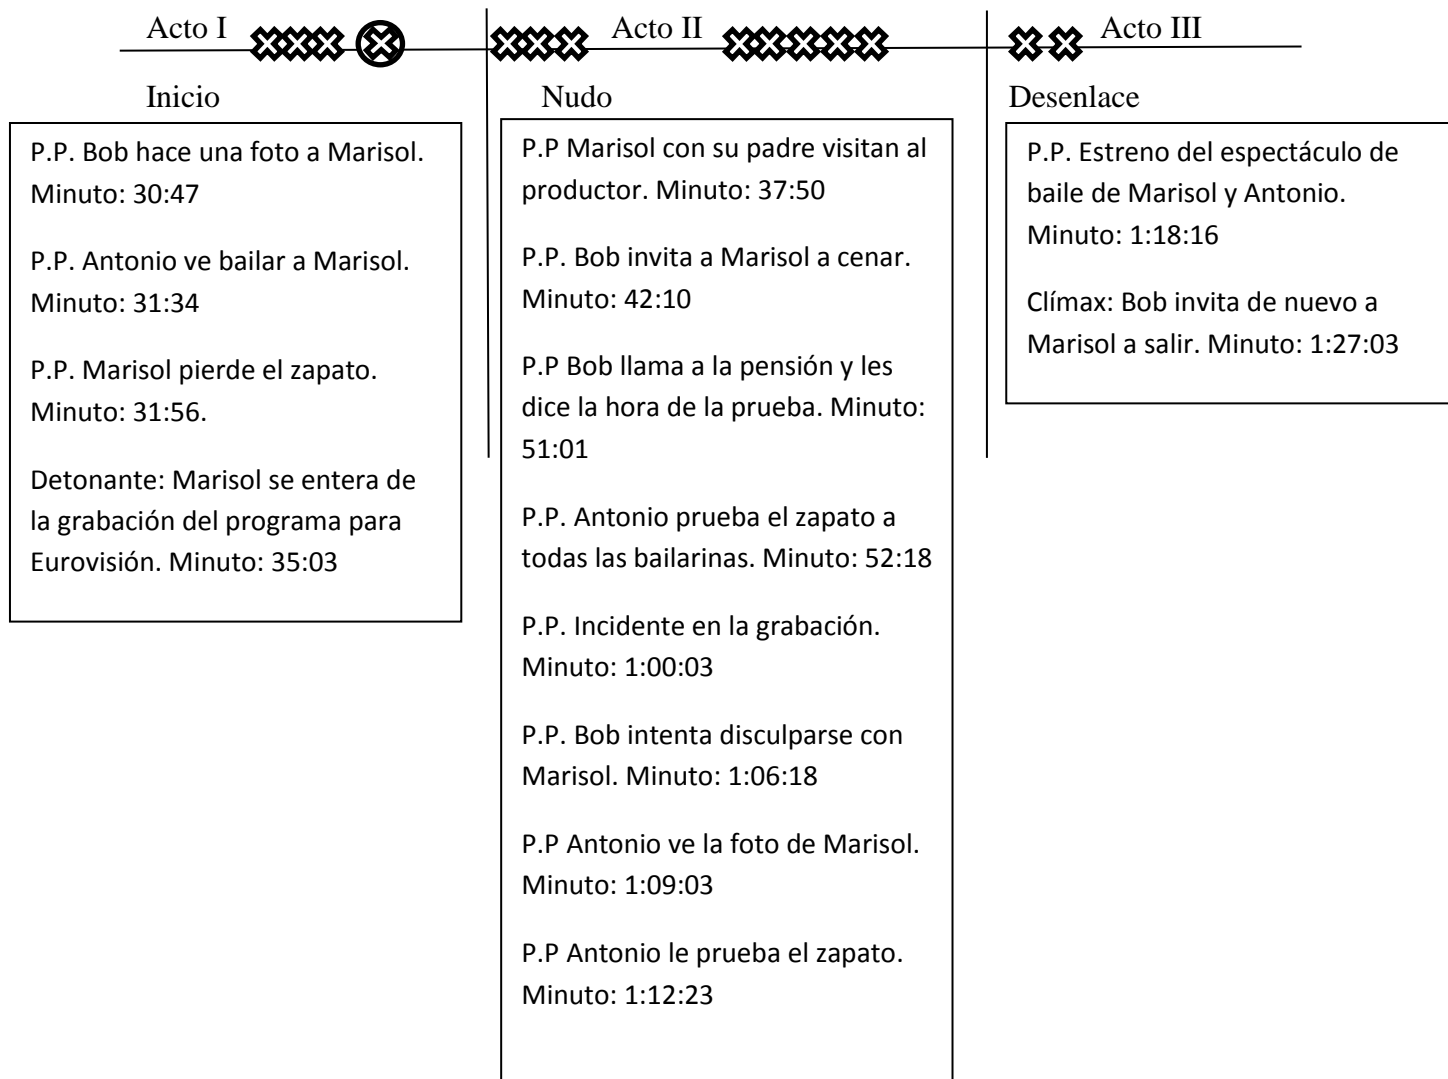 Acto I
Acto II
Acto III
Inicio
Nudo
Desenlace
P.P. Bob hace una foto a Marisol.
Minuto: 30:47
P.P. Antonio ve bailar a Marisol.
Minuto: 31:34
P.P. Marisol pierde el zapato.
Minuto: 31:56.
Detonante: Marisol se entera de
la grabación del programa para
Eurovisión. Minuto: 35:03
P.P Marisol con su padre visitan al
productor. Minuto: 37:50
P.P. Bob invita a Marisol a cenar.
Minuto: 42:10
P.P Bob llama a la pensión y les
dice la hora de la prueba. Minuto:
51:01
P.P. Antonio prueba el zapato a
todas las bailarinas. Minuto: 52:18
P.P. Incidente en la grabación.
Minuto: 1:00:03
P.P. Bob intenta disculparse con
Marisol. Minuto: 1:06:18
P.P Antonio ve la foto de Marisol.
Minuto: 1:09:03
P.P Antonio le prueba el zapato.
Minuto: 1:12:23
P.P. Estreno del espectáculo de
baile de Marisol y Antonio.
Minuto: 1:18:16
Clímax: Bob invita de nuevo a
Marisol a salir. Minuto: 1:27:03